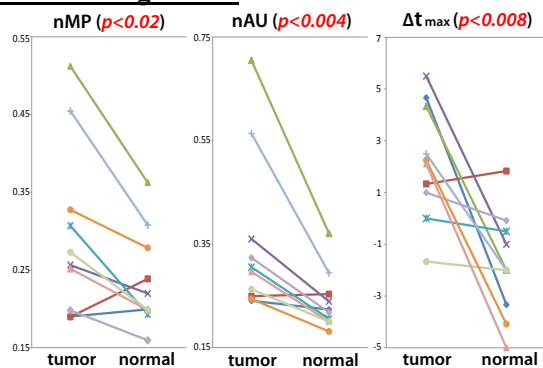 nMP (p<0.02)
nAU (p<0.004)
Δt max (p<0.008)
0.55
0.45
0.35
0.25
0.15
tumor normal
0.75
0.55
0.35
0.15
tumor normal
7
-5
3
1
-1
-3
-5
tumor normal